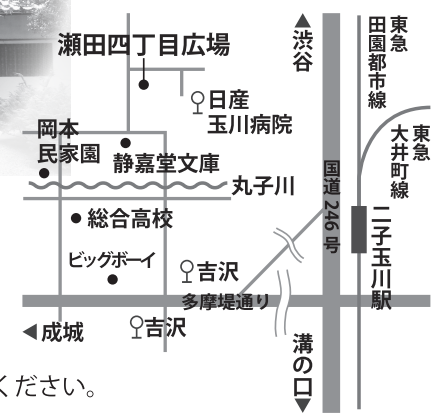 瀬田四丁目広場
▲渋谷
東急
田園都市線
日産
玉川病院
東急
大井町線
岡本
民家園
静嘉堂文庫
丸子川
国道246号
総合高校
二子玉川駅
ビッグボーイ
吉沢
多摩堤通り
◀成城
吉沢
溝の口▼
ください。